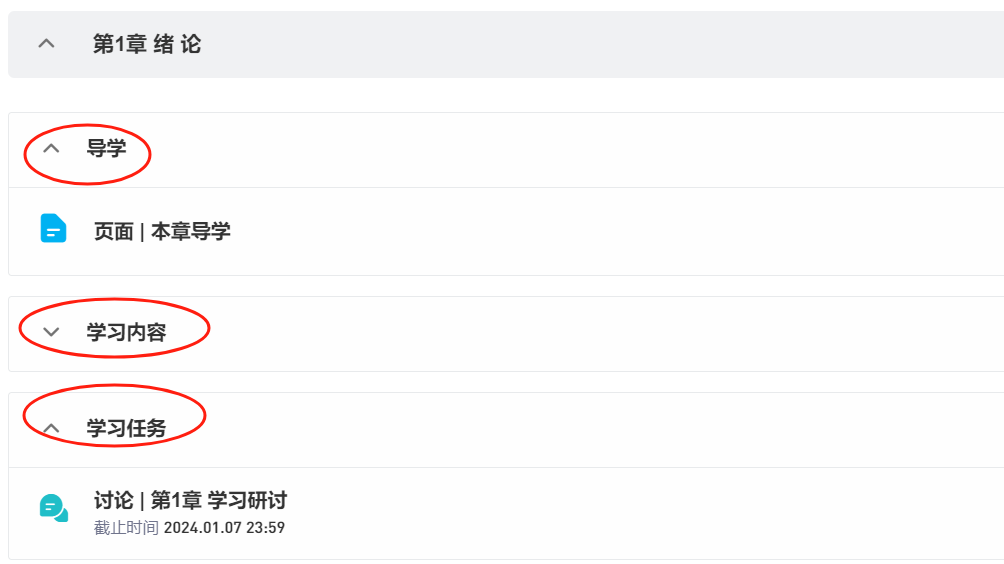 第1章 绪 论
导学
页面 | 本章导学
学习内容
学习任务
讨论 | 第1章 学习研讨
截止时间 2024.01.07 23:59